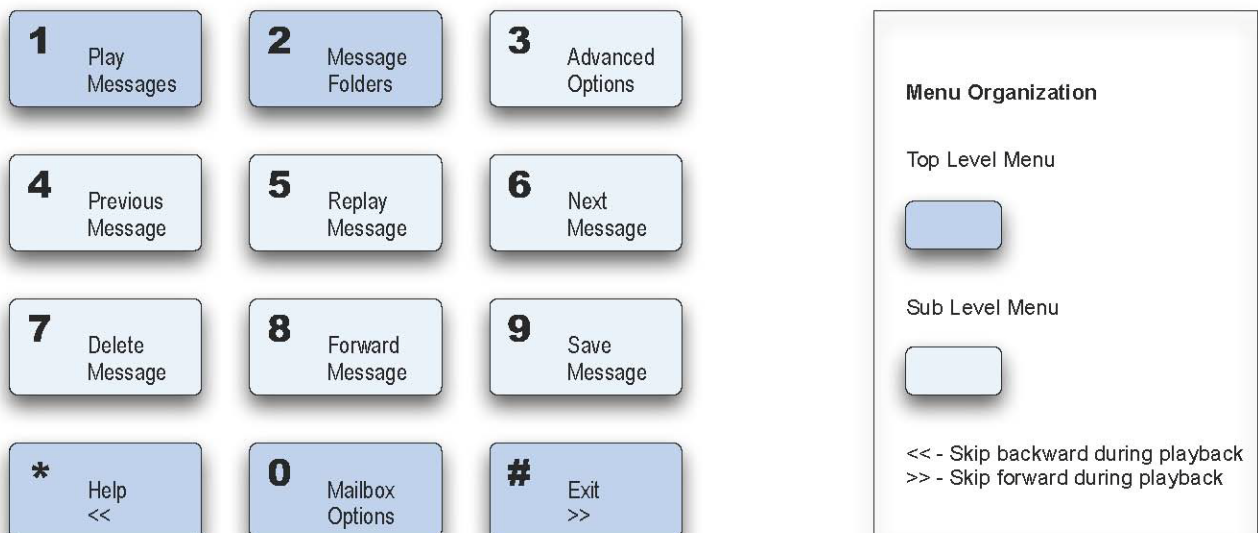 1
Play
Messages
2
Message
Folders
3
Advanced
Options
4
Previous
Message
5
Replay
Message
6
Next
Message
7
Delete
Message
8
Forward
Message
9
Save
Message
*
Help
<<
0
Mailbox
Options
#
Exit
>>
Menu Organization
Top Level Menu
Sub Level Menu
<< - Skip backward during playback
>> - Skip forward during playback